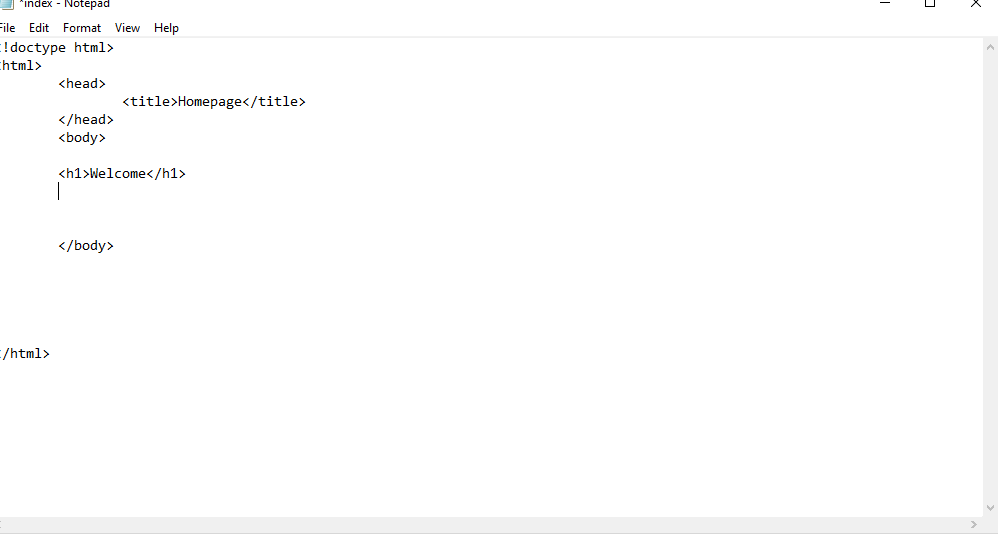 *index - Notepad
File Edit Format View Help
<!doctype html>
<html>
<head>
<title>Homepage</title>
</head>
<body>
<h1>Welcome</h1>
</body>
</html>